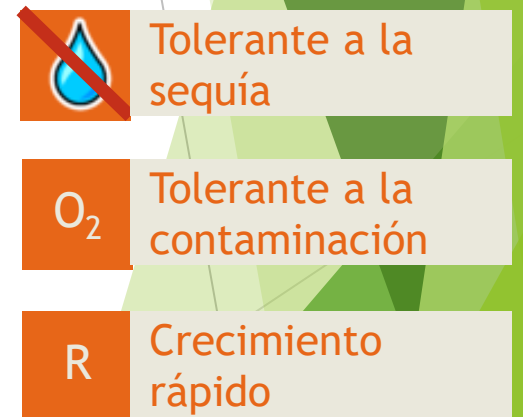 Tolerante a la
sequía
O₂
Tolerante a la
contaminación
R
Crecimiento
rápido